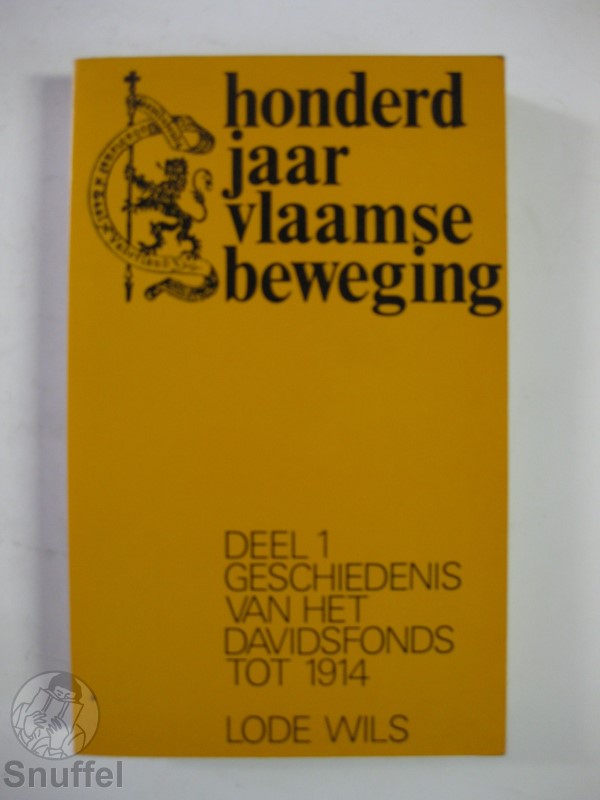 honderd
jaar
vlaamse
beweging
DEEL 1
GESCHIEDENIS
VAN HET
DAVIDSFONDS
TOT 1914
LODE WILS
Snuffel